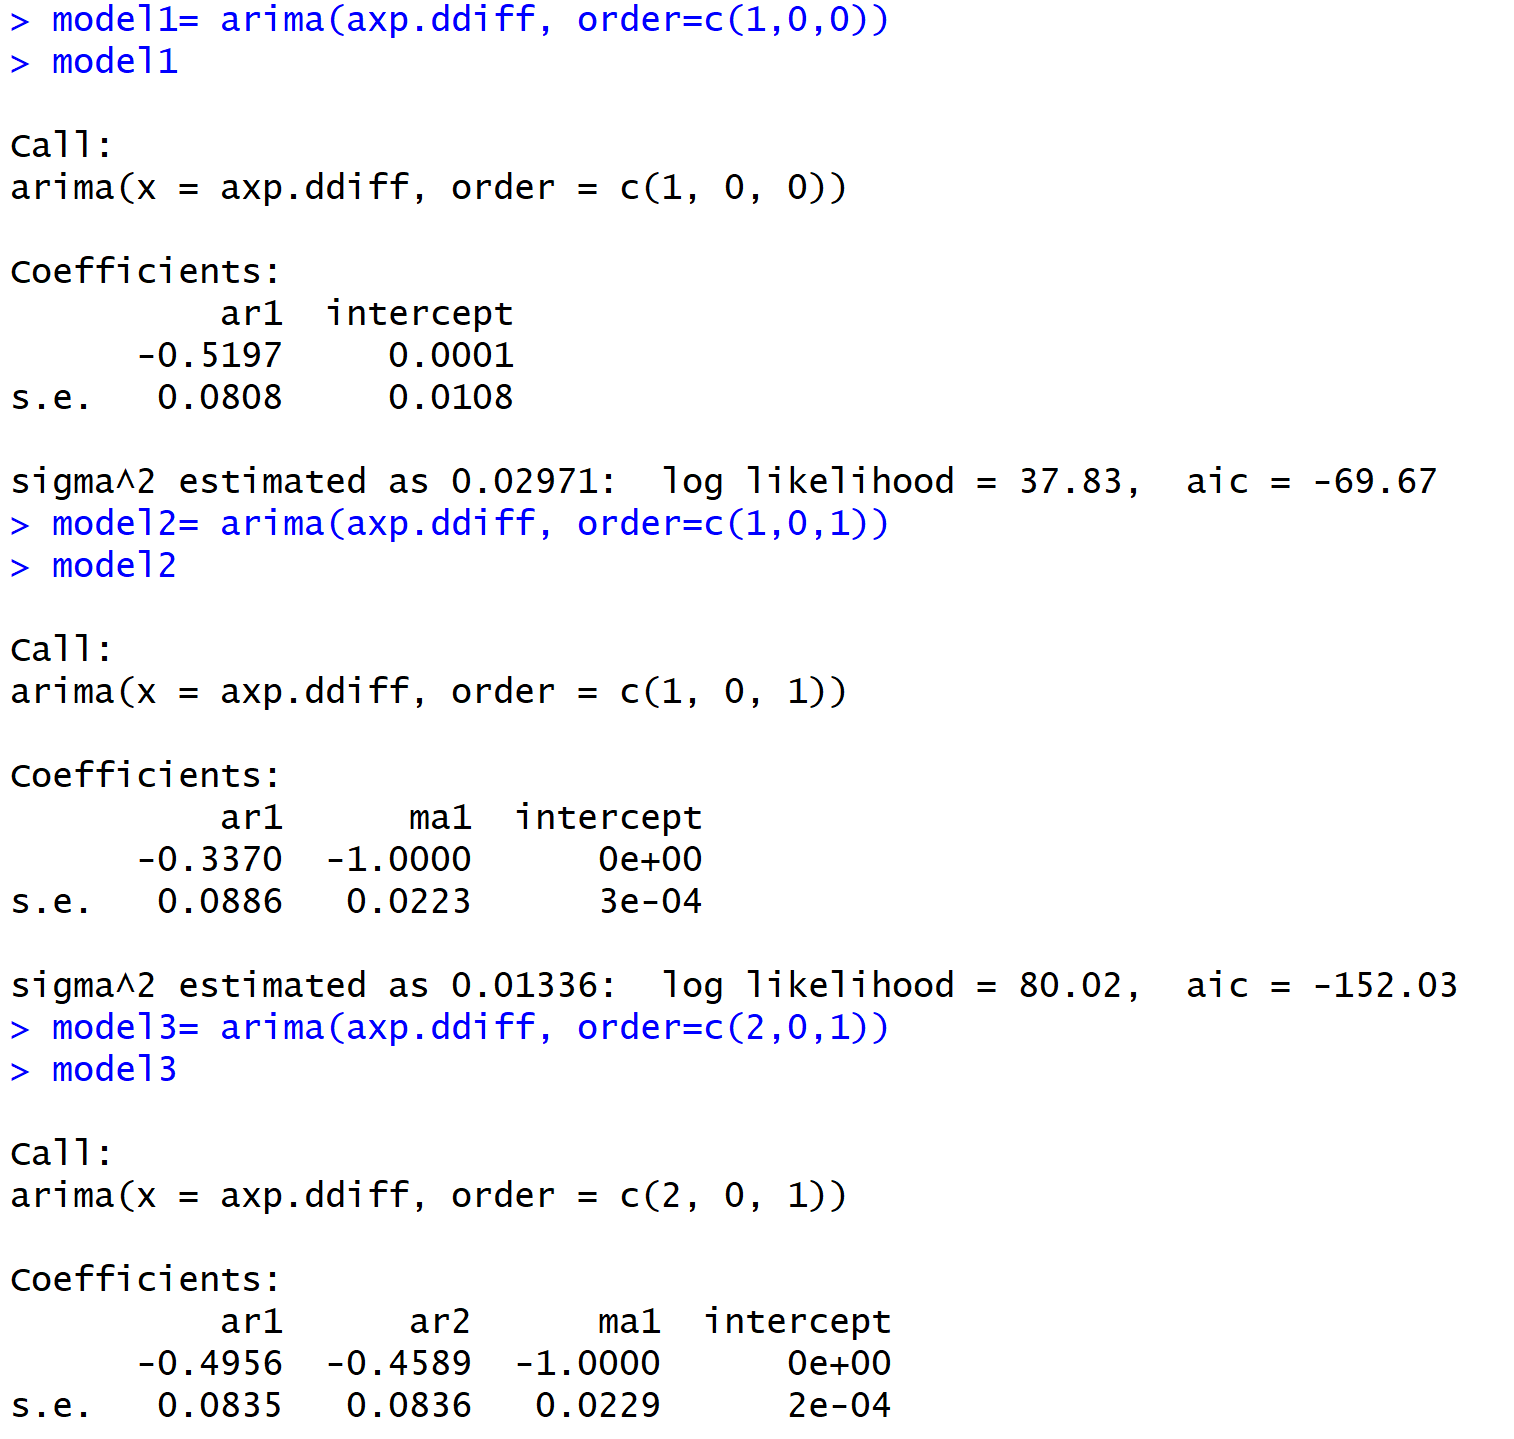 > model1= arima(axp.ddiff, order=c(1,0,0))
> model1

Call:
arima(x = axp.ddiff, order = c(1, 0, 0))

Coefficients:
          ar1  intercept
      -0.5197     0.0001
s.e.   0.0808     0.0108

sigma^2 estimated as 0.02971:  log likelihood = 37.83,  aic = -69.67
> model2= arima(axp.ddiff, order=c(1,0,1))
> model2

Call:
arima(x = axp.ddiff, order = c(1, 0, 1))

Coefficients:
          ar1      ma1  intercept
      -0.3370  -1.0000      0e+00
s.e.   0.0886   0.0223      3e-04

sigma^2 estimated as 0.01336:  log likelihood = 80.02,  aic = -152.03
> model3= arima(axp.ddiff, order=c(2,0,1))
> model3

Call:
arima(x = axp.ddiff, order = c(2, 0, 1))

Coefficients:
          ar1      ar2      ma1  intercept
      -0.4956  -0.4589  -1.0000      0e+00
s.e.   0.0835   0.0836   0.0229      2e-04